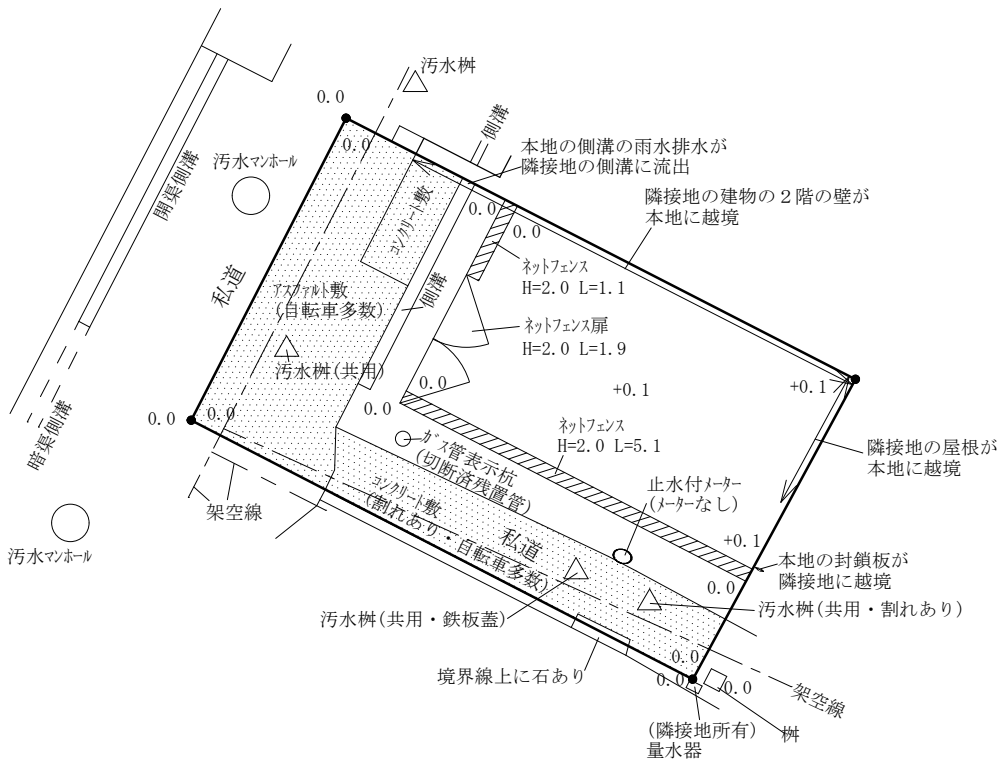 汚水桝
0.0
側溝
0.0
本地の側溝の雨水排水が
隣接地の側溝に流出
汚水ﾏﾝﾎｰﾙ
開渠側溝
ｺﾝｸﾘｰﾄ敷
隣接地の建物の２階の壁が
本地に越境
0.0
0.0
ﾈｯﾄﾌｪﾝｽ
H=2.0 L=1.1
私道
ｱｽﾌｧﾙﾄ敷
(自転車多数)
側溝
ﾈｯﾄﾌｪﾝｽ扉
H=2.0 L=1.9
汚水桝(共用)
0.0
+0.1
+0.1
0.0
0.0
0.0
ﾈｯﾄﾌｪﾝｽ
H=2.0 L=5.1
暗渠側溝
ｶﾞｽ管表示杭
(切断済残置管)
隣接地の屋根が
本地に越境
ｺﾝｸﾘｰﾄ敷
(割れあり・自転車多数)
止水付ﾒｰﾀｰ
(ﾒｰﾀｰなし)
架空線
私道
+0.1
汚水ﾏﾝﾎｰﾙ
本地の封鎖板が
隣接地に越境
0.0
汚水桝(共用・鉄板蓋)
汚水桝(共用・割れあり)
境界線上に石あり
0.0
0.0
0.0
架空線
(隣接地所有)
量水器
桝